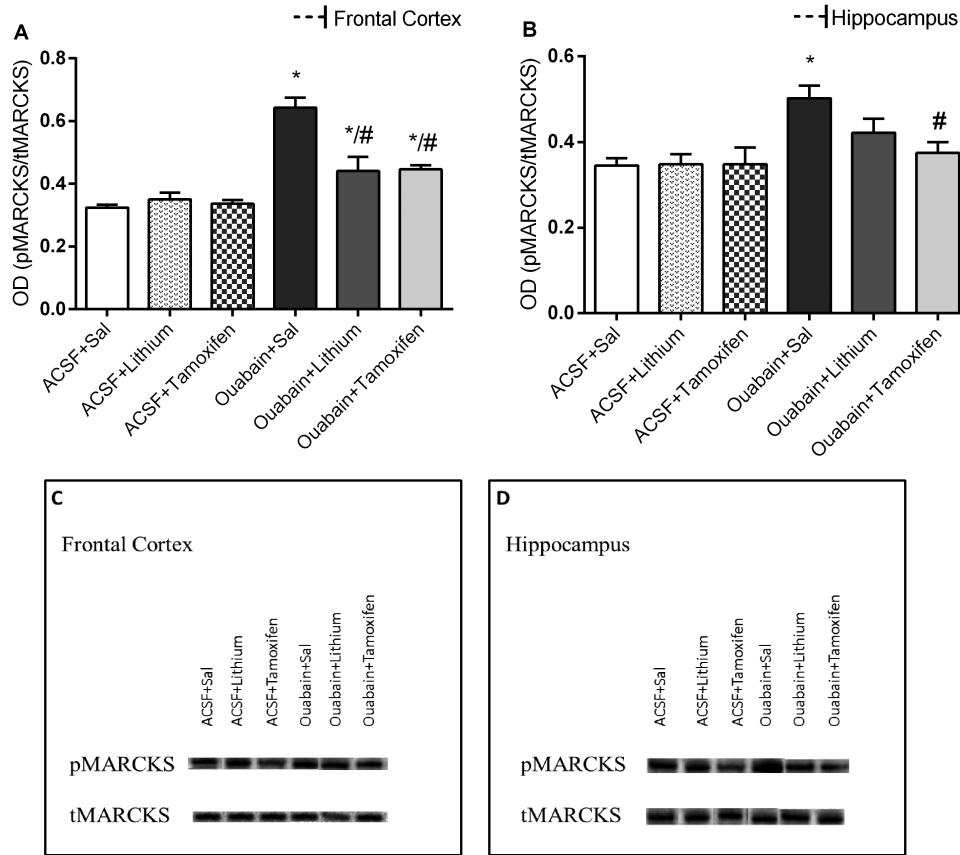 A
Frontal Cortex
OD (pMARCKS/tMARCKS)
0.8
0.6
0.4
0.2
0.0
*
*/#
*/#
ACSF+Sal
ACSF+Lithium
ACSF+Tamoxifen
Ouabain+Sal
Ouabain+Lithium
Ouabain+Tamoxifen
B
Hippocampus
OD (pMARCKS/tMARCKS)
0.6
0.4
0.2
0.0
*
#
ACSF+Sal
ACSF+Lithium
ACSF+Tamoxifen
Ouabain+Sal
Ouabain+Lithium
Ouabain+Tamoxifen
C
Frontal Cortex
ACSF+Sal
ACSF+Lithium
ACSF+Tamoxifen
Ouabain+Sal
Ouabain+Lithium
Ouabain+Tamoxifen
pMARCKS
tMARCKS
D
Hippocampus
ACSF+Sal
ACSF+Lithium
ACSF+Tamoxifen
Ouabain+Sal
Ouabain+Lithium
Ouabain+Tamoxifen
pMARCKS
tMARCKS